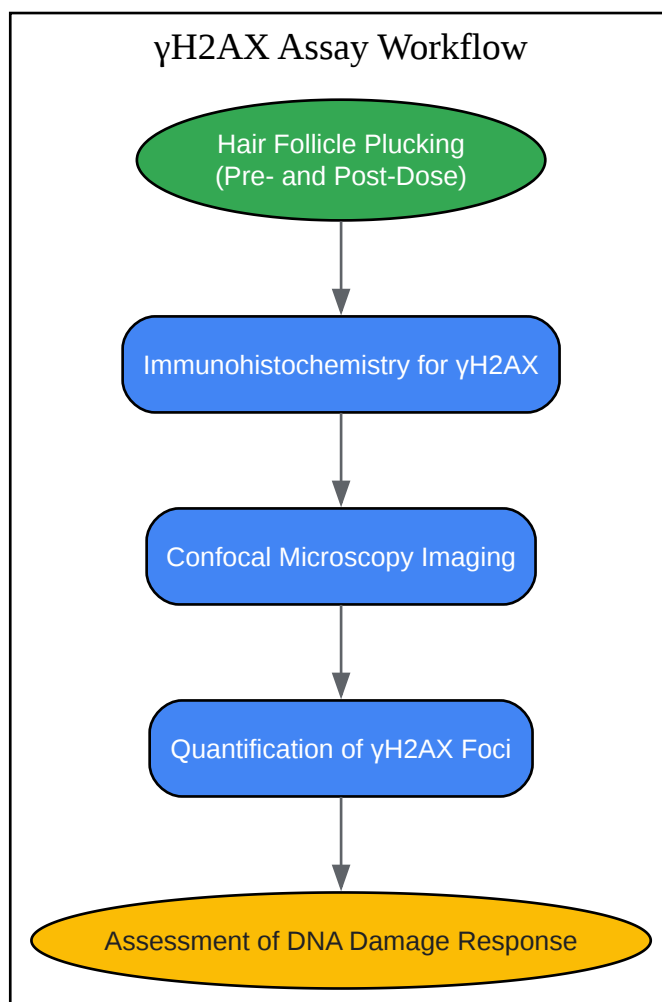 γH2AX Assay Workflow
Hair Follicle Plucking
(Pre- and Post-Dose)
Immunohistochemistry for γH2AX
Confocal Microscopy Imaging
Quantification of γH2AX Foci
Assessment of DNA Damage Response